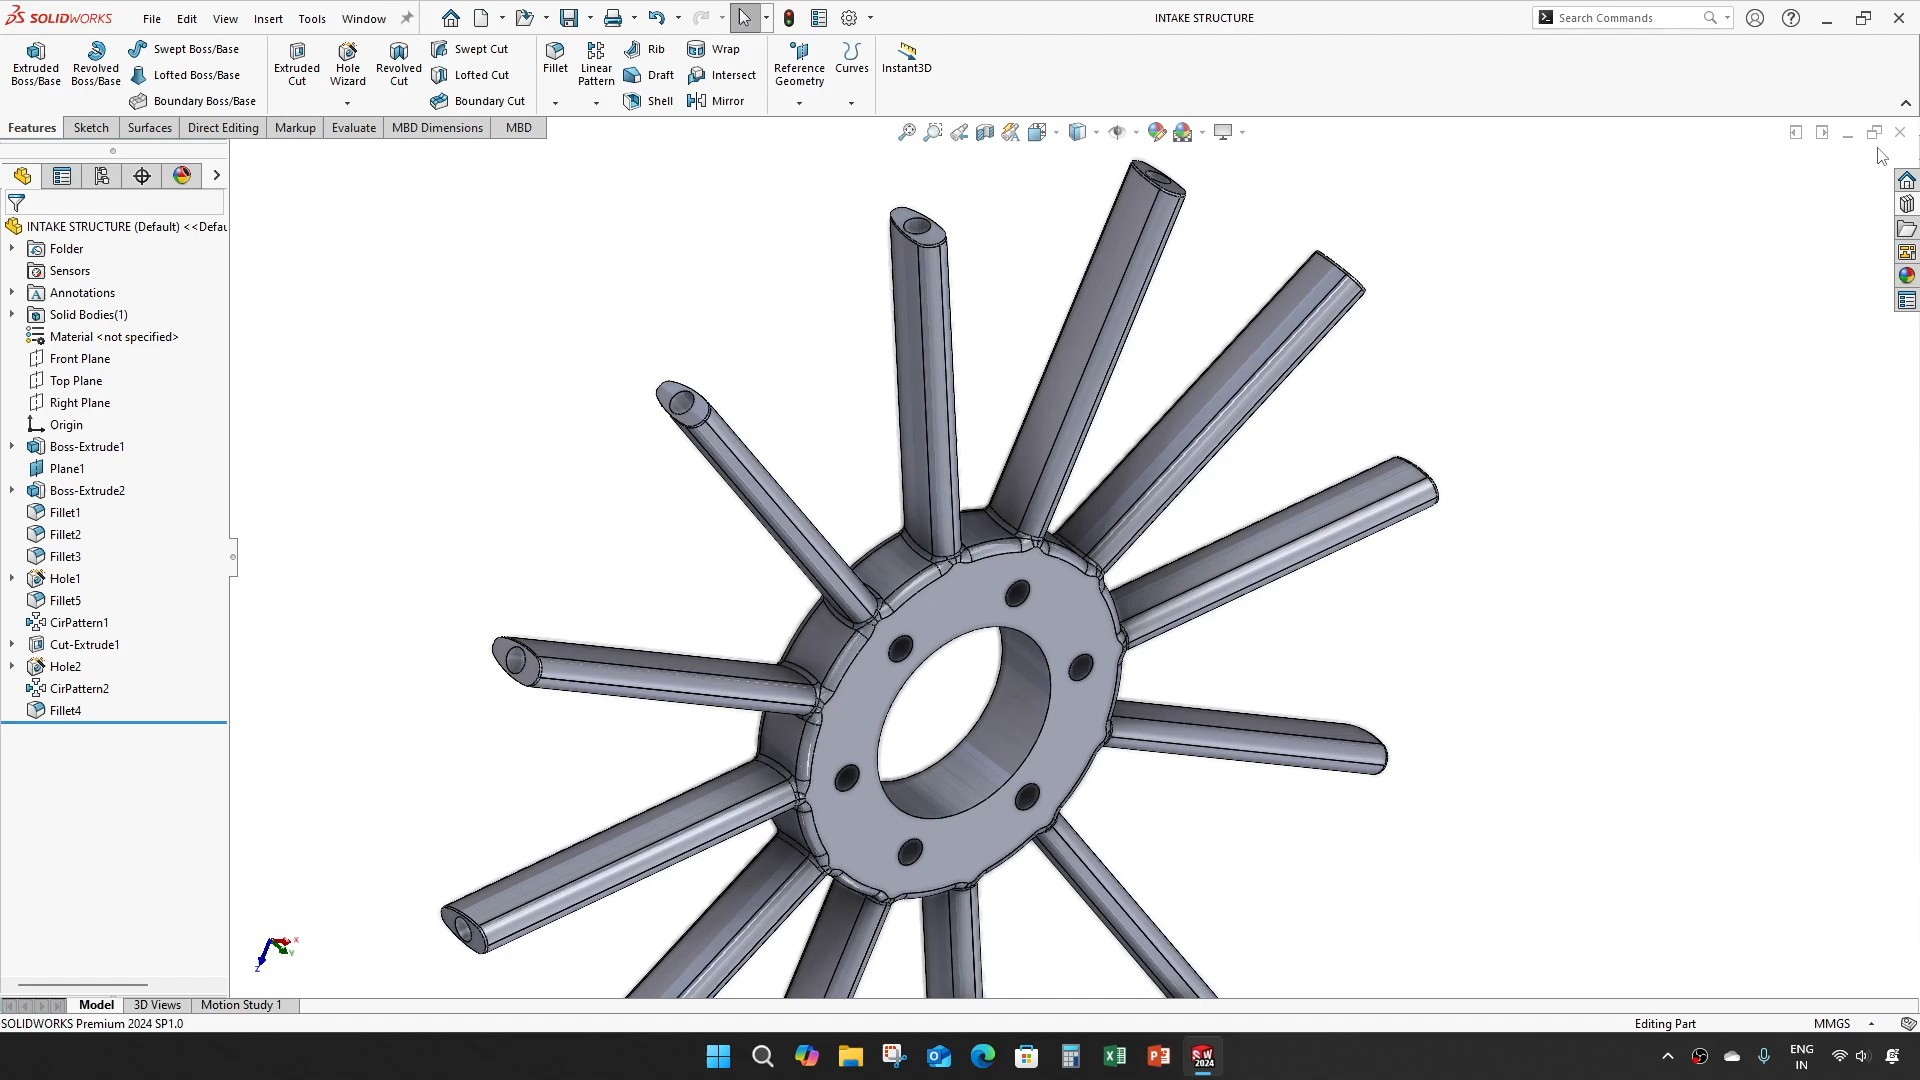 SOLIDWORKS File Edit View Insert Tools Window INTAKE STRUCTURE Search Commands
Extruded Boss/Base
Revolved Boss/Base
Swept Boss/Base
Lofted Boss/Base
Boundary Boss/Base
Extruded Cut
Hole Wizard
Revolved Cut
Swept Cut
Lofted Cut
Boundary Cut
Fillet
Linear Pattern
Rib
Draft
Shell
Wrap
Intersect
Mirror
Reference Geometry
Curves
Instant3D
Features Sketch Surfaces Direct Editing Markup Evaluate MBD Dimensions MBD
INTAKE STRUCTURE (Default) <<Defau
Folder
Sensors
A Annotations
Solid Bodies(1)
Material <not specified>
Front Plane
Top Plane
Right Plane
Origin
Boss-Extrude1
Plane1
Boss-Extrude2
Fillet1
Fillet2
Fillet3
Hole1
Fillet5
CirPattern1
Cut-Extrude1
Hole2
CirPattern2
Fillet4
X
Y
Z
Model 3D Views Motion Study 1
SOLIDWORKS Premium 2024 SP1.0 Editing Part MMGS
SW 2024
ENG
IN